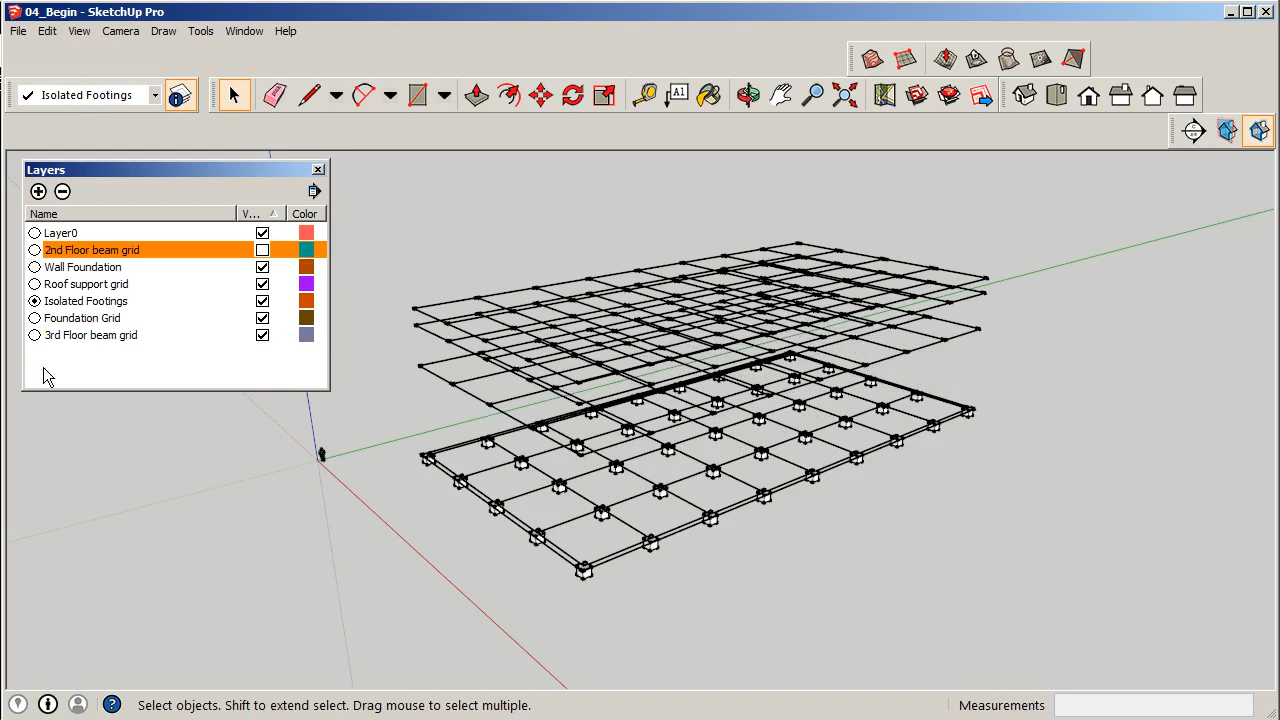 04_Begin - SketchUp Pro
File Edit View Camera Draw Tools Window Help
Isolated Footings
A1
Layers
Name V... Color
Layer0
2nd Floor beam grid
Wall Foundation
Roof support grid
Isolated Footings
Foundation Grid
3rd Floor beam grid
Select objects. Shift to extend select. Drag mouse to select multiple. Measurements